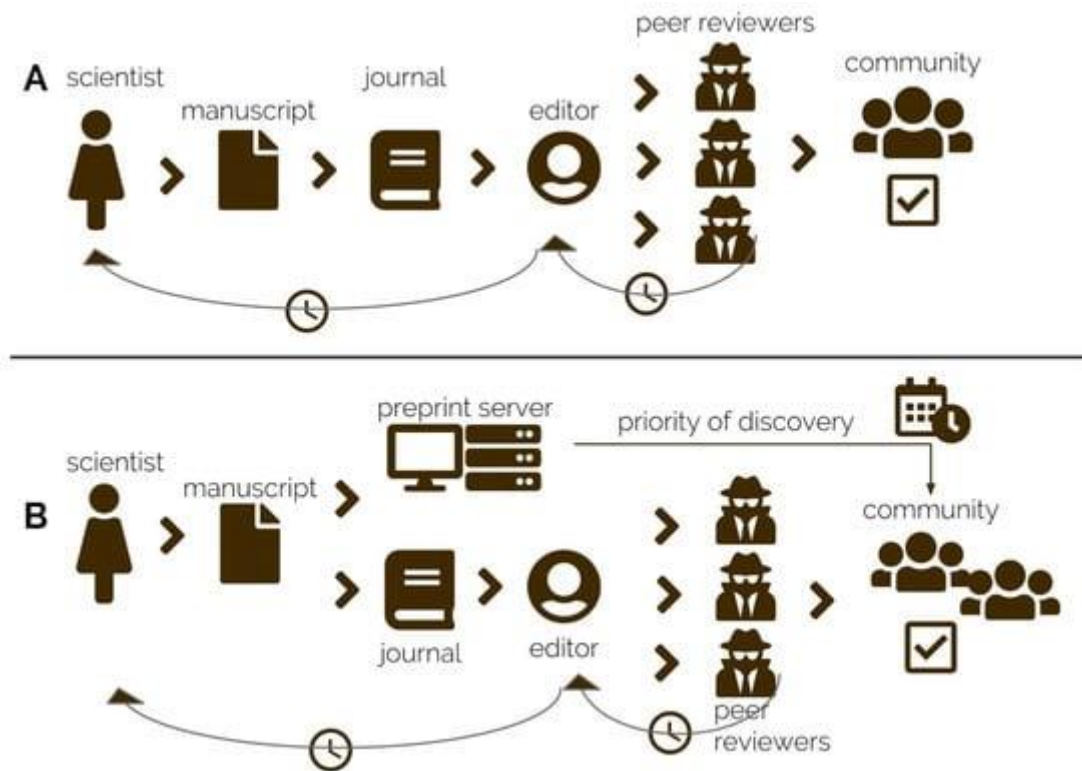 peer reviewers
A
scientist
journal
community
manuscript
editor
preprint server
priority of discovery
scientist
manuscript
community
B
journal
editor
peer
reviewers